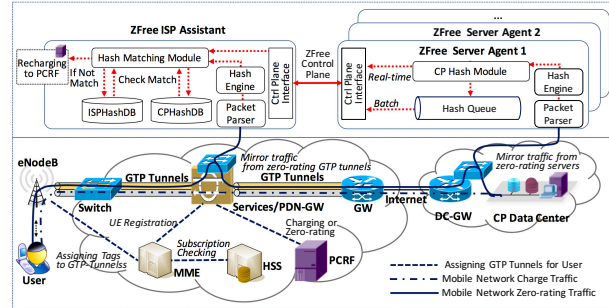 ...
ZFree Server Agent 2
ZFree ISP Assistant
ZFree Server Agent 1
Recharging
to PCRF
If Not
Match
Hash Matching Module
Check Match
ISPHashDB
CPHashDB
Hash
Engine
Packet
Parser
Ctrl Plane
Interface
ZFree
Control
Plane
Ctrl Plane
Interface
Real-time
Batch
CP Hash Module
Hash Queue
Hash
Engine
Packet
Parser
eNodeB
Mirror traffic
from zero-rating GTP tunnels
Mirror traffic from
zero-rating servers
GTP Tunnels
GTP Tunnels
Switch
Services/PDN-GW
GW
Internet
DC-GW
CP Data Center
UE Registration
Charging or
Zero-rating
Subscription
Checking
Assigning Tags
to GTP-Tunnelss
User
MME
HSS
PCRF
Assigning GTP Tunnels for User
Mobile Network Charge Traffic
Mobile Network Zero-rating Traffic